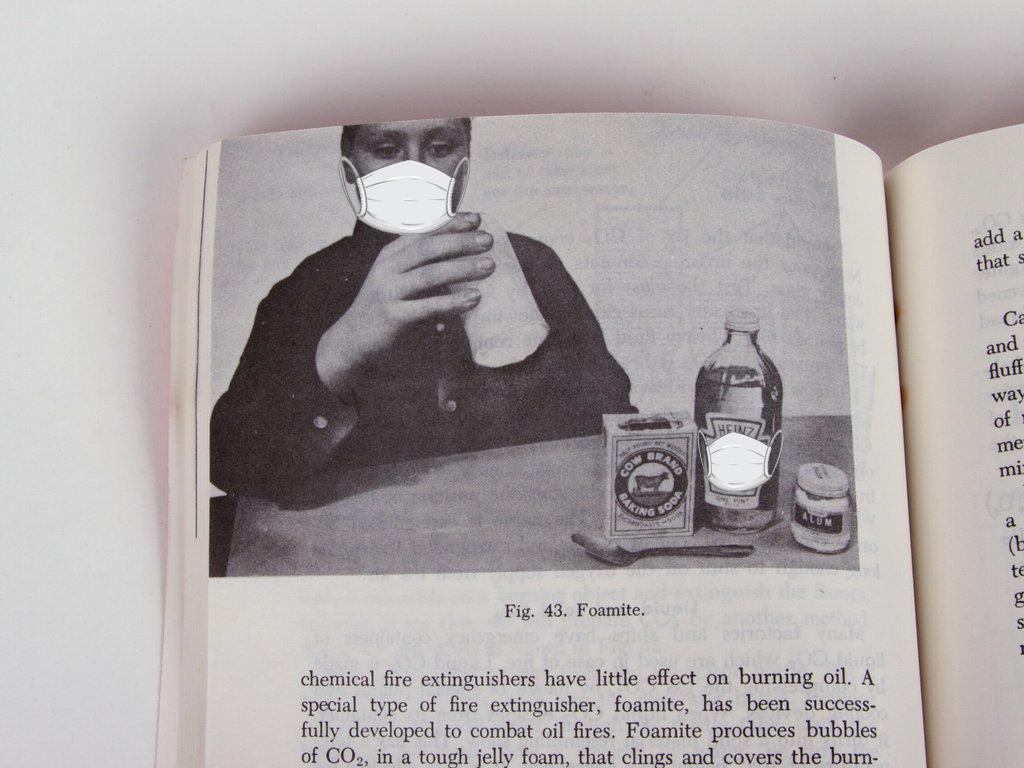 COW BRAND
BAKING SODA
BICARBONATE OF SODA
HEINZ
ONE PINT
ALUM
Fig. 43. Foamite.
chemical fire extinguishers have little effect on burning oil. A
special type of fire extinguisher, foamite, has been success-
fully developed to combat oil fires. Foamite produces bubbles
of CO₂, in a tough jelly foam, that clings and covers the burn-
add a
that s
Ca
and
fluff
way
of
me
mi
a
(b
te
g
s